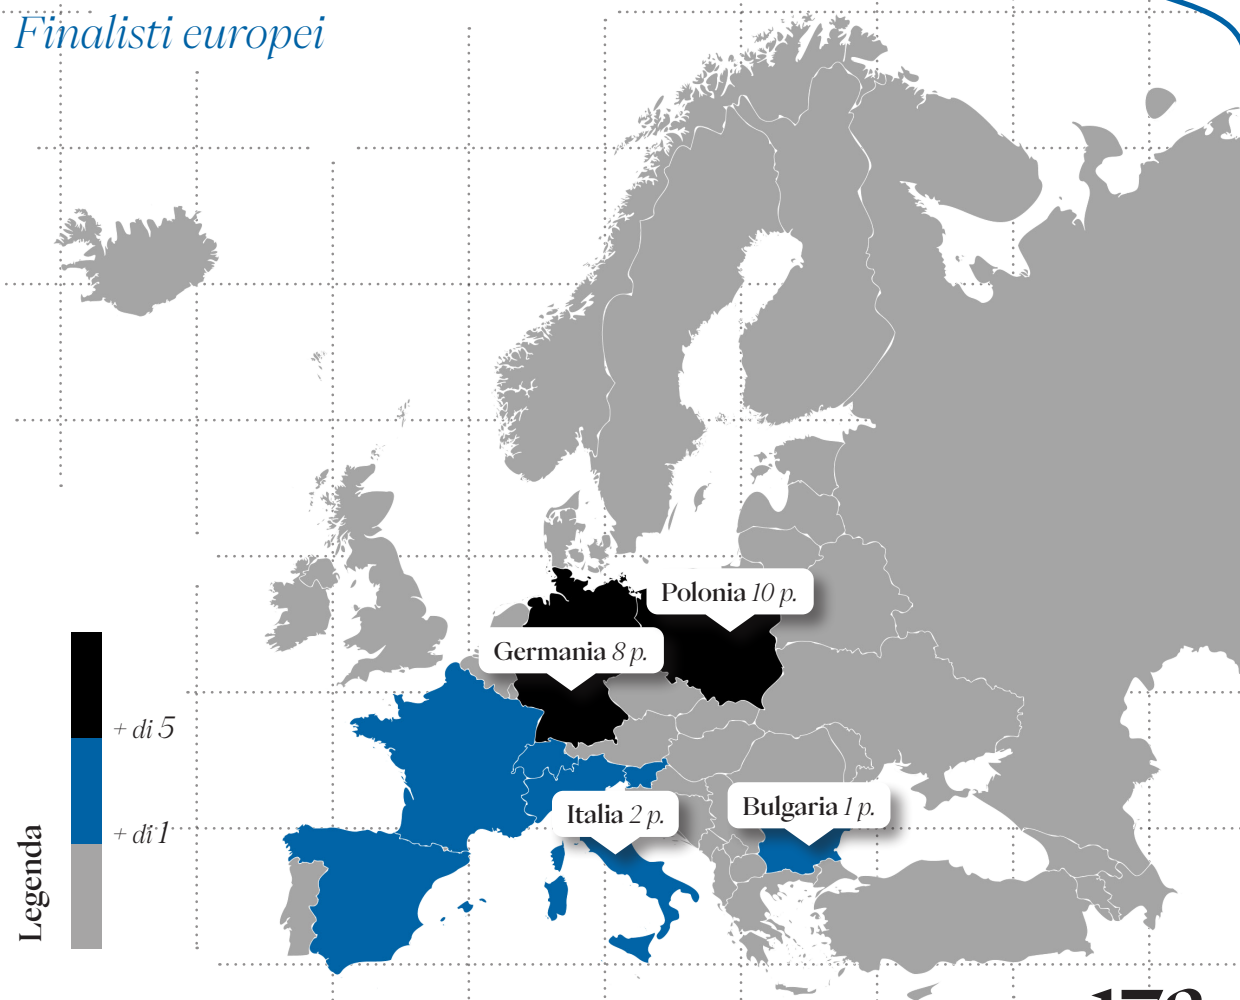 Finalisti europei
Polonia 10 p.
Germania 8 p.
Italia 2 p.
Bulgaria 1 p.
+ di 5
+ di 1
Legenda